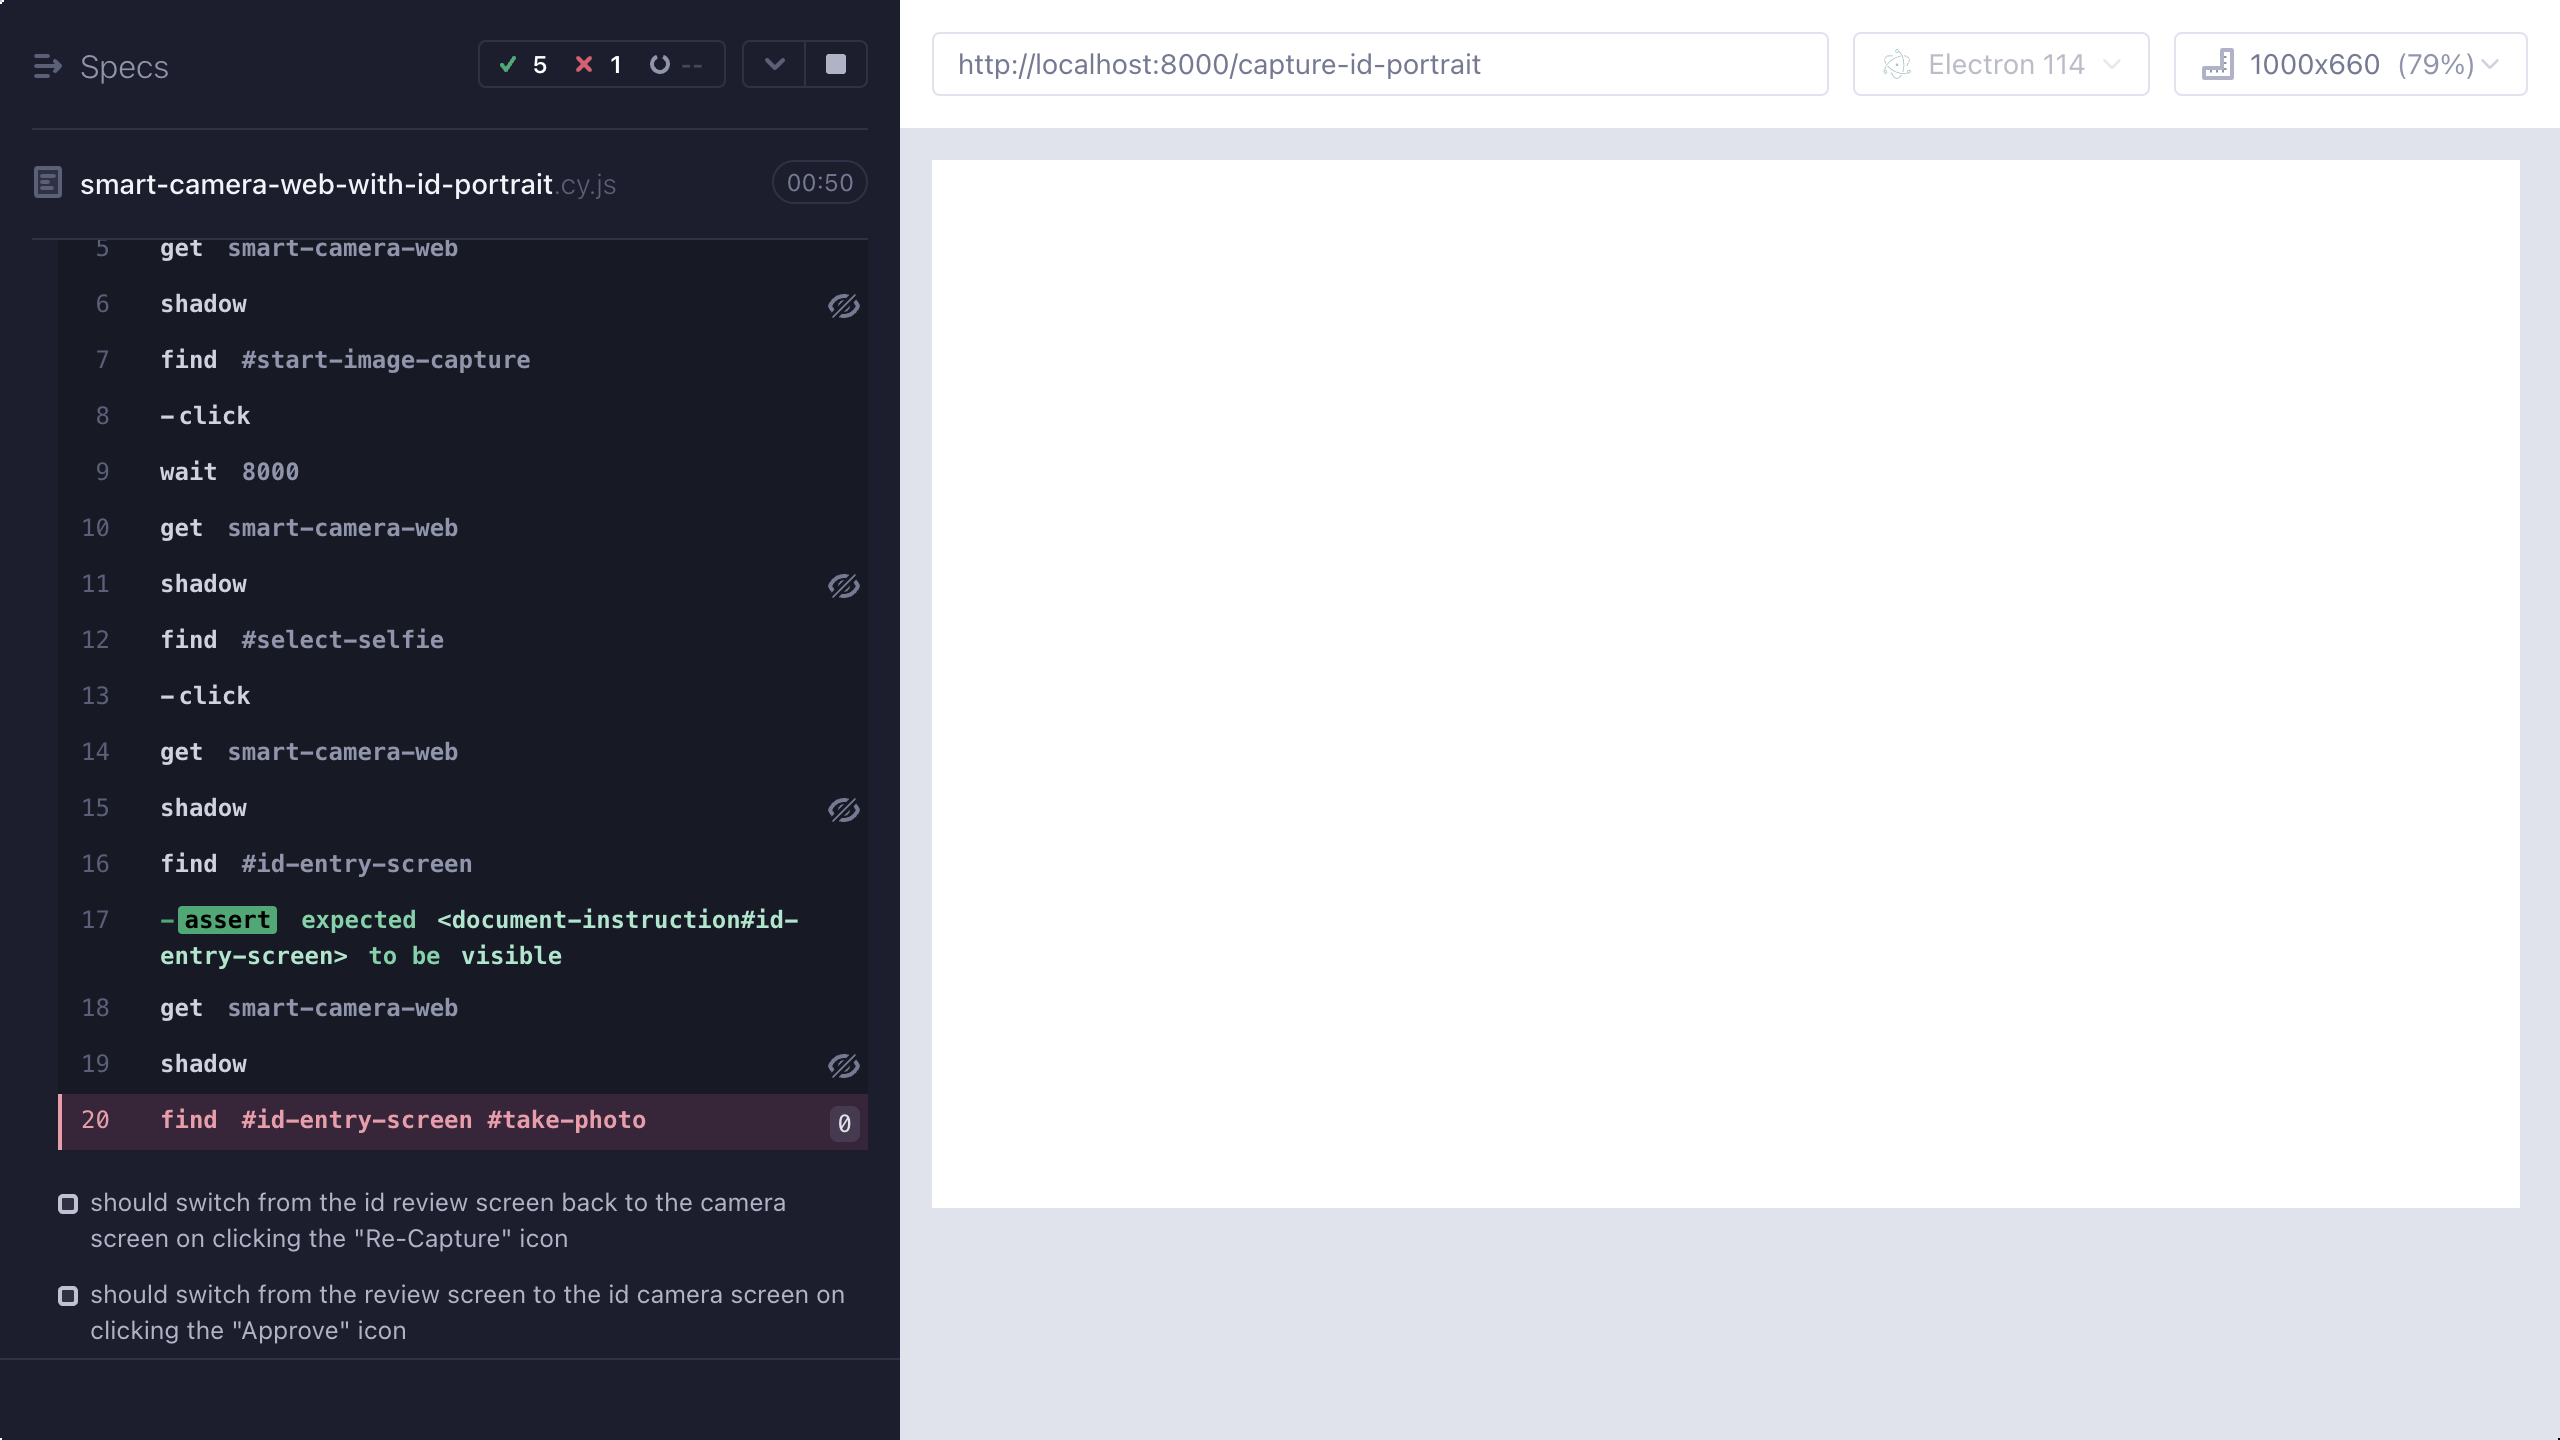 Specs
5 1 --
smart-camera-web-with-id-portrait.cy.js 00:50
5 get smart-camera-web
6 shadow
7 find #start-image-capture
8 -click
9 wait 8000
10 get smart-camera-web
11 shadow
12 find #select-selfie
13 -click
14 get smart-camera-web
15 shadow
16 find #id-entry-screen
17 -assert expected <document-instruction#id-
entry-screen> to be visible
18 get smart-camera-web
19 shadow
20 find #id-entry-screen #take-photo 0
should switch from the id review screen back to the camera
screen on clicking the "Re-Capture" icon
should switch from the review screen to the id camera screen on
clicking the "Approve" icon
http://localhost:8000/capture-id-portrait
Electron 114
1000x660 (79%)